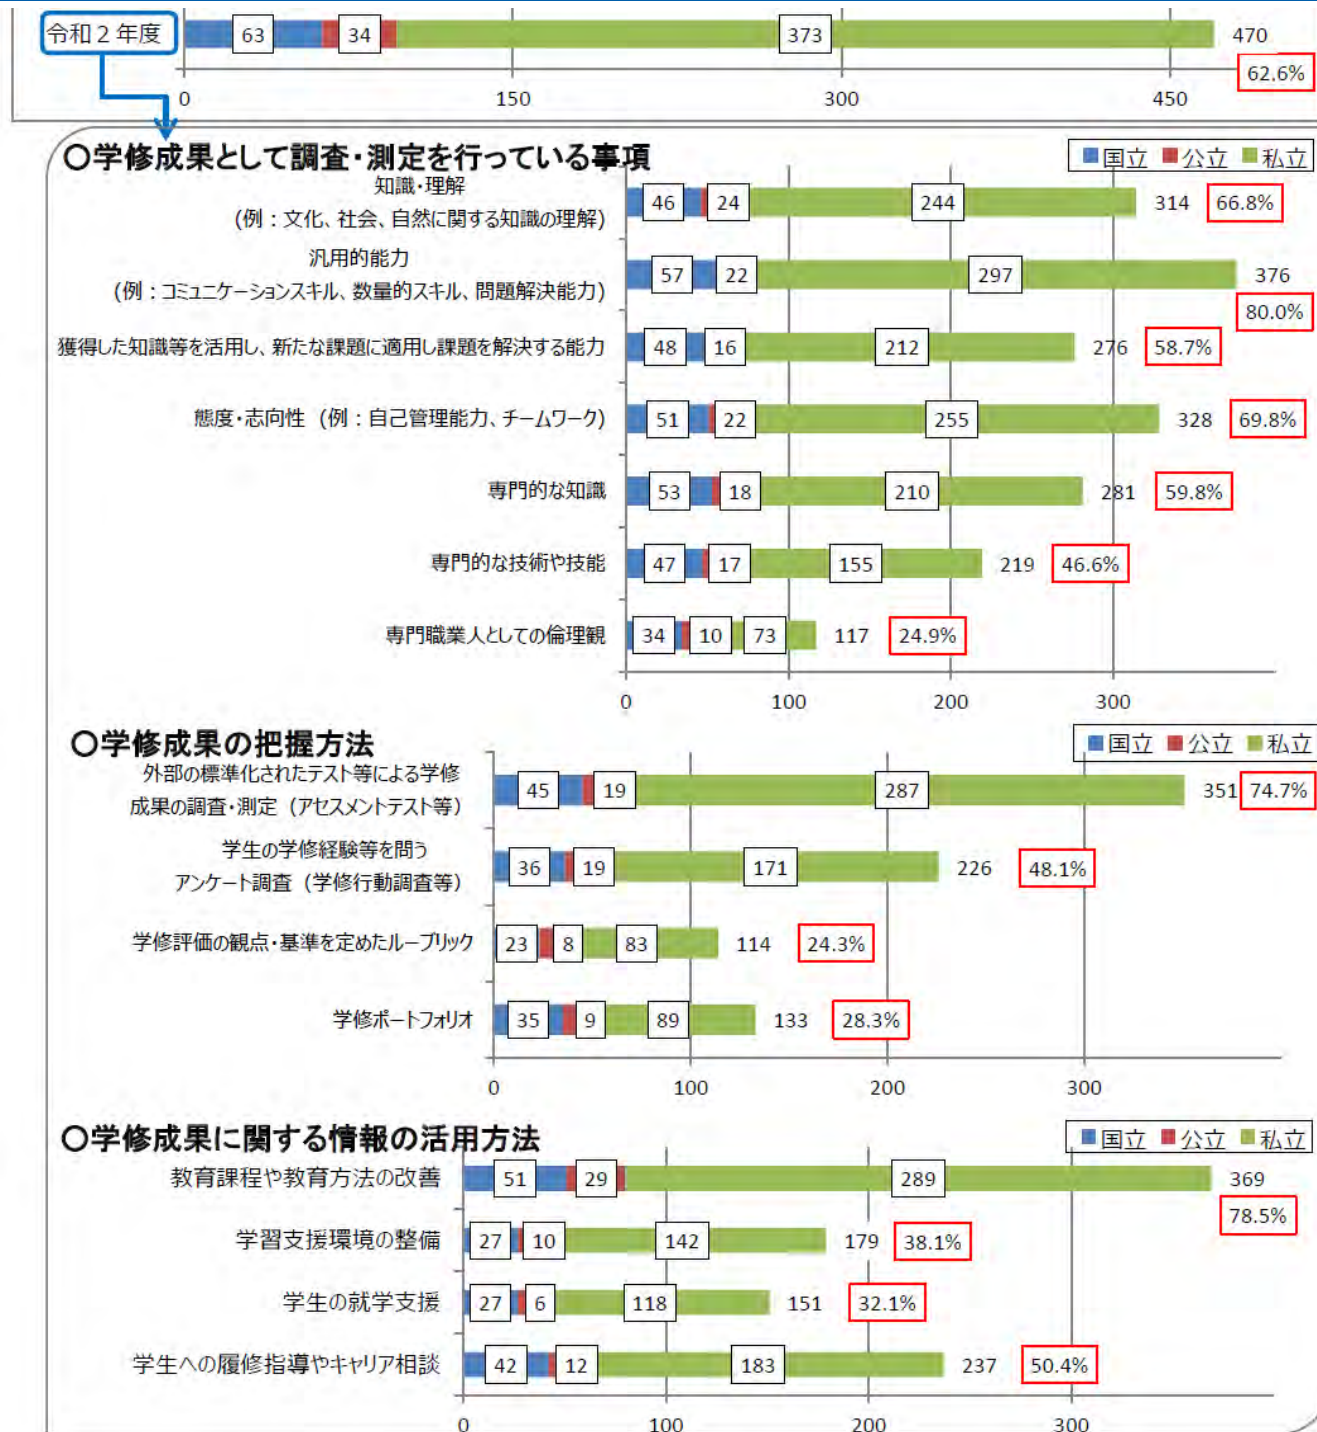 令和２年度 63 34 373 470
62.6%
0 150 300 450
〇学修成果として調査・測定を行っている事項
国立 公立 私立
知識・理解
(例：文化、社会、自然に関する知識の理解) 46 24 244 314 66.8%
汎用的能力
(例：コミュニケーションスキル、数量的スキル、問題解決能力) 57 22 297 376
80.0%
獲得した知識等を活用し、新たな課題に適用し課題を解決する能力 48 16 212 276 58.7%
態度・志向性（例：自己管理能力、チームワーク) 51 22 255 328 69.8%
専門的な知識 53 18 210 281 59.8%
専門的な技術や技能 47 17 155 219 46.6%
専門職業人としての倫理観 34 10 73 117 24.9%
0 100 200 300
〇学修成果の把握方法
国立 公立 私立
外部の標準化されたテスト等による学修
成果の調査・測定（アセスメントテスト等） 45 19 287 351 74.7%
学生の学修経験等を問う
アンケート調査（学修行動調査等） 36 19 171 226 48.1%
学修評価の観点・基準を定めたルーブリック 23 8 83 114 24.3%
学修ポートフォリオ 35 9 89 133 28.3%
0 100 200 300
〇学修成果に関する情報の活用方法
国立 公立 私立
教育課程や教育方法の改善 51 29 289 369
78.5%
学習支援環境の整備 27 10 142 179 38.1%
学生の就学支援 27 6 118 151 32.1%
学生への履修指導やキャリア相談 42 12 183 237 50.4%
0 100 200 300